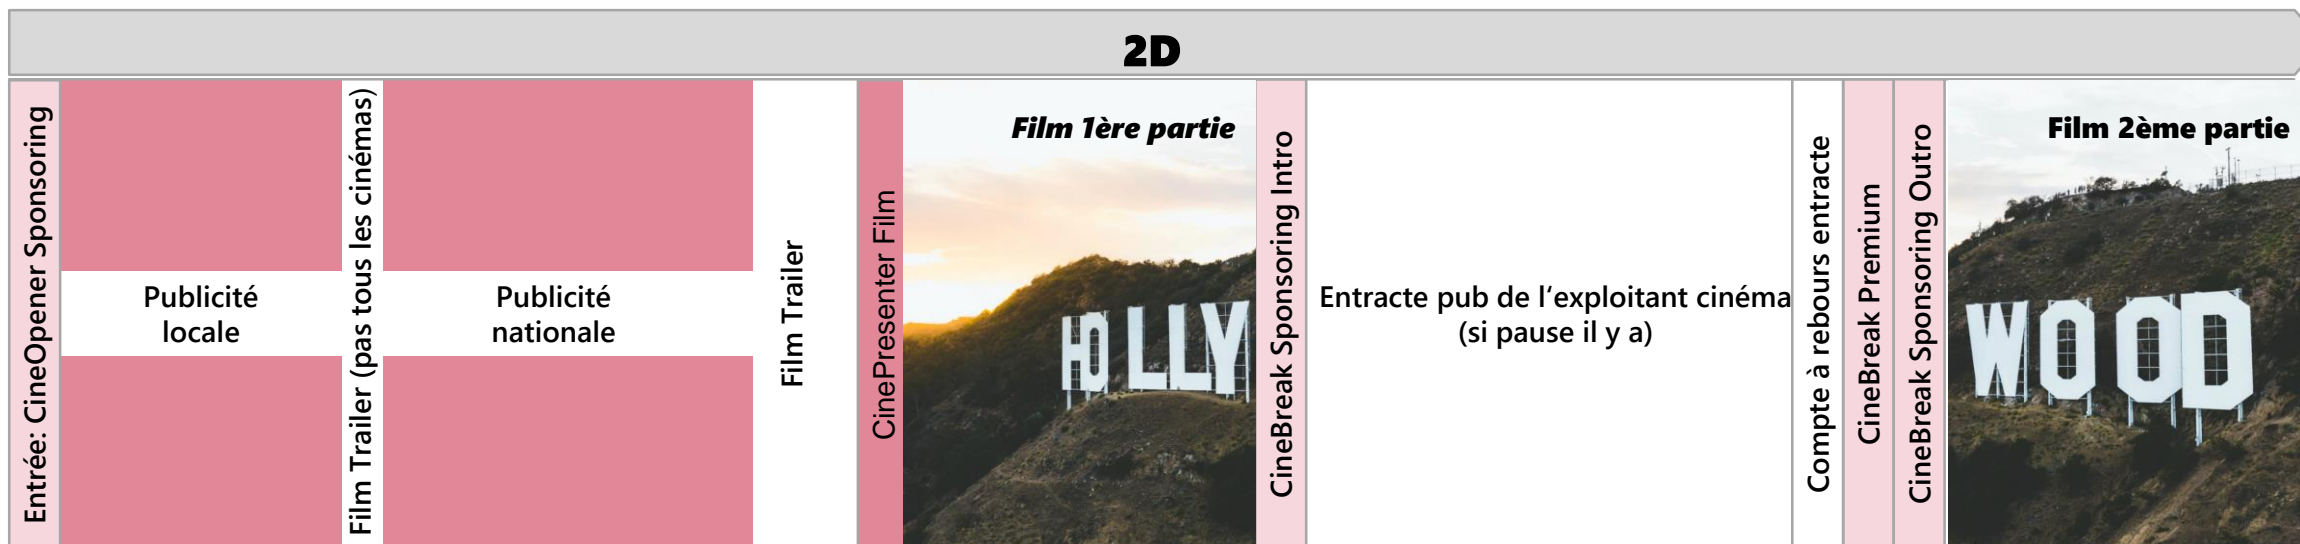 2D
Entrée: CineOpener Sponsoring
Publicité
locale
Film Trailer (pas tous les cinémas)
Publicité
nationale
Film Trailer
CinePresenter Film
Film 1ère partie
HOLLY
CineBreak Sponsoring Intro
Entracte pub de l‘exploitant cinéma
(si pause il y a)
Compte à rebours entracte
CineBreak Premium
CineBreak Sponsoring Outro
Film 2ème partie
WOOD